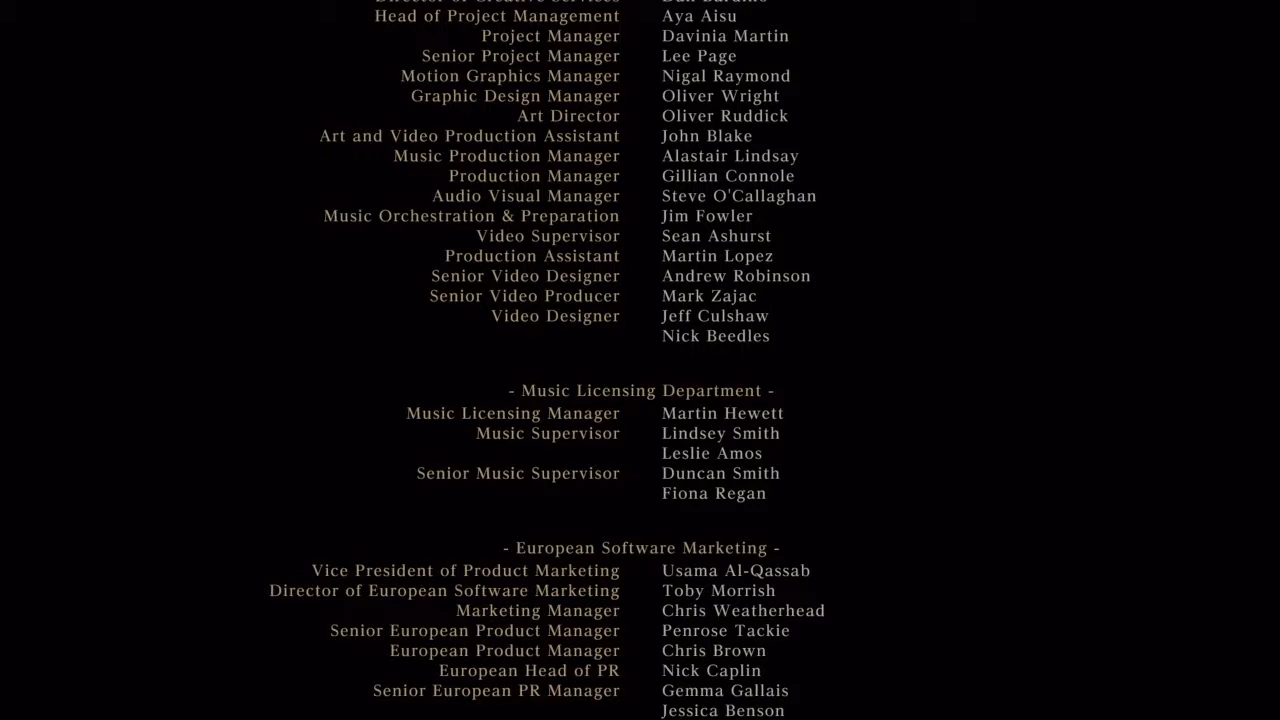 Head of Project Management Aya Aisu
Project Manager Davinia Martin
Senior Project Manager Lee Page
Motion Graphics Manager Nigal Raymond
Graphic Design Manager Oliver Wright
Art Director Oliver Ruddick
Art and Video Production Assistant John Blake
Music Production Manager Alastair Lindsay
Production Manager Gillian Connole
Audio Visual Manager Steve O'Callaghan
Music Orchestration & Preparation Jim Fowler
Video Supervisor Sean Ashurst
Production Assistant Martin Lopez
Senior Video Designer Andrew Robinson
Senior Video Producer Mark Zajac
Video Designer Jeff Culshaw
Nick Beedles
- Music Licensing Department -
Music Licensing Manager Martin Hewett
Music Supervisor Lindsey Smith
Leslie Amos
Senior Music Supervisor Duncan Smith
Fiona Regan
- European Software Marketing -
Vice President of Product Marketing Usama Al-Qassab
Director of European Software Marketing Toby Morrish
Marketing Manager Chris Weatherhead
Senior European Product Manager Penrose Tackie
European Product Manager Chris Brown
European Head of PR Nick Caplin
Senior European PR Manager Gemma Gallais
Jessica Benson